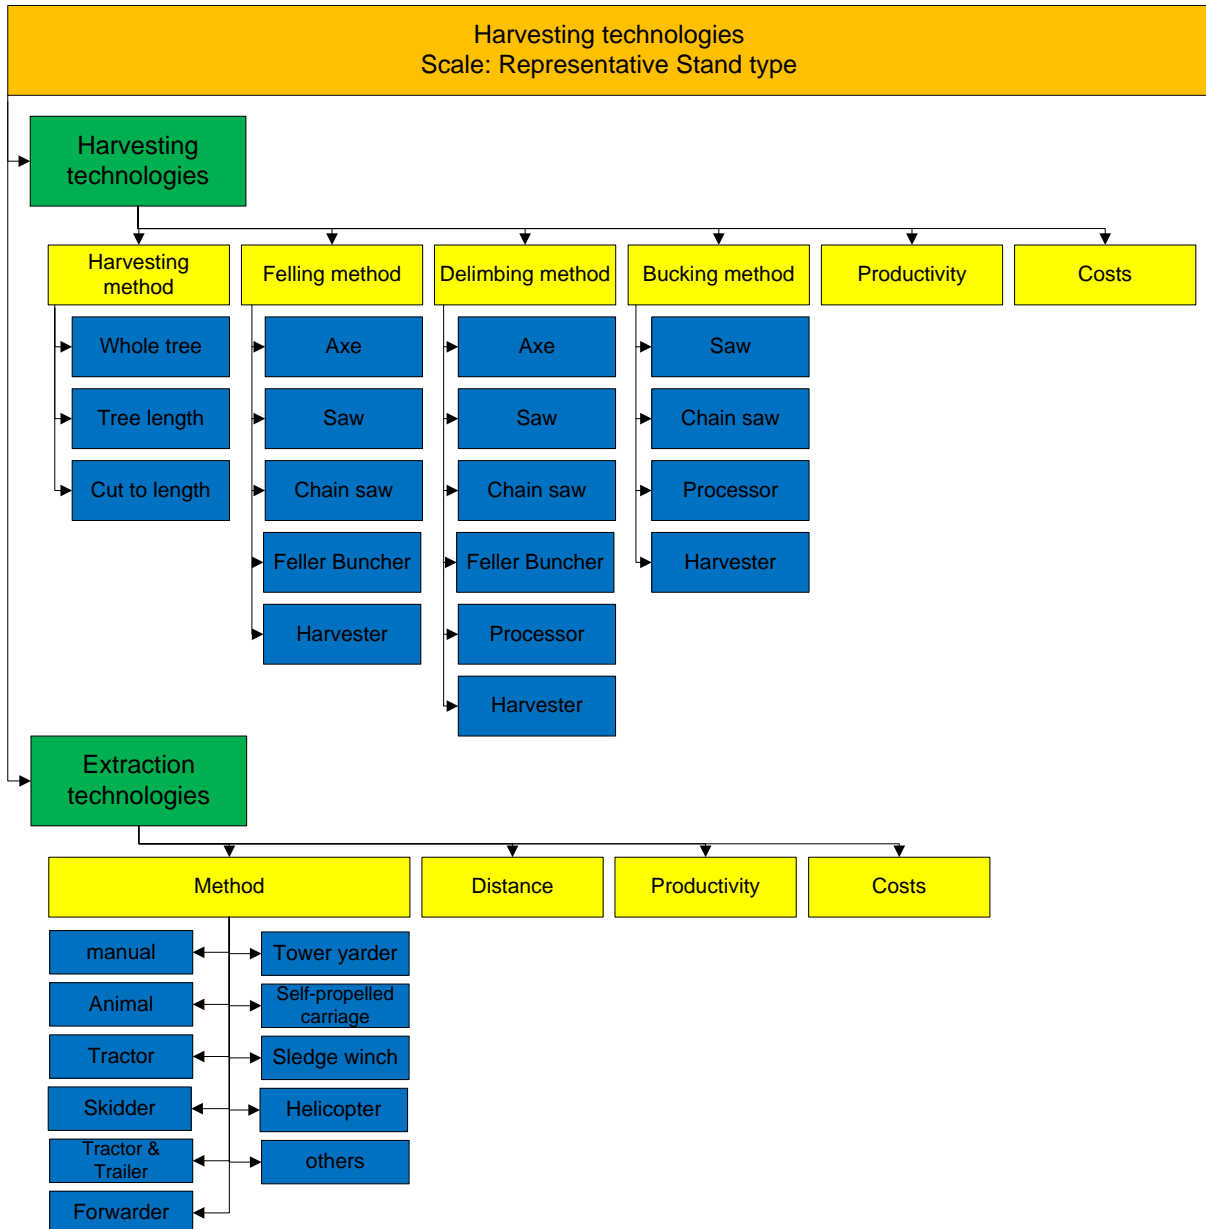 Harvesting technologies
Scale: Representative Stand type
Harvesting
technologies
Harvesting
method
Felling method
Delimbing method
Bucking method
Productivity
Costs
Whole tree
Tree length
Cut to length
Axe
Saw
Chain saw
Feller Buncher
Harvester
Axe
Saw
Chain saw
Feller Buncher
Processor
Harvester
Saw
Chain saw
Processor
Harvester
Extraction
technologies
Method
Distance
Productivity
Costs
manual
Animal
Tractor
Skidder
Tractor &
Trailer
Forwarder
Tower yarder
Self-propelled
carriage
Sledge winch
Helicopter
others